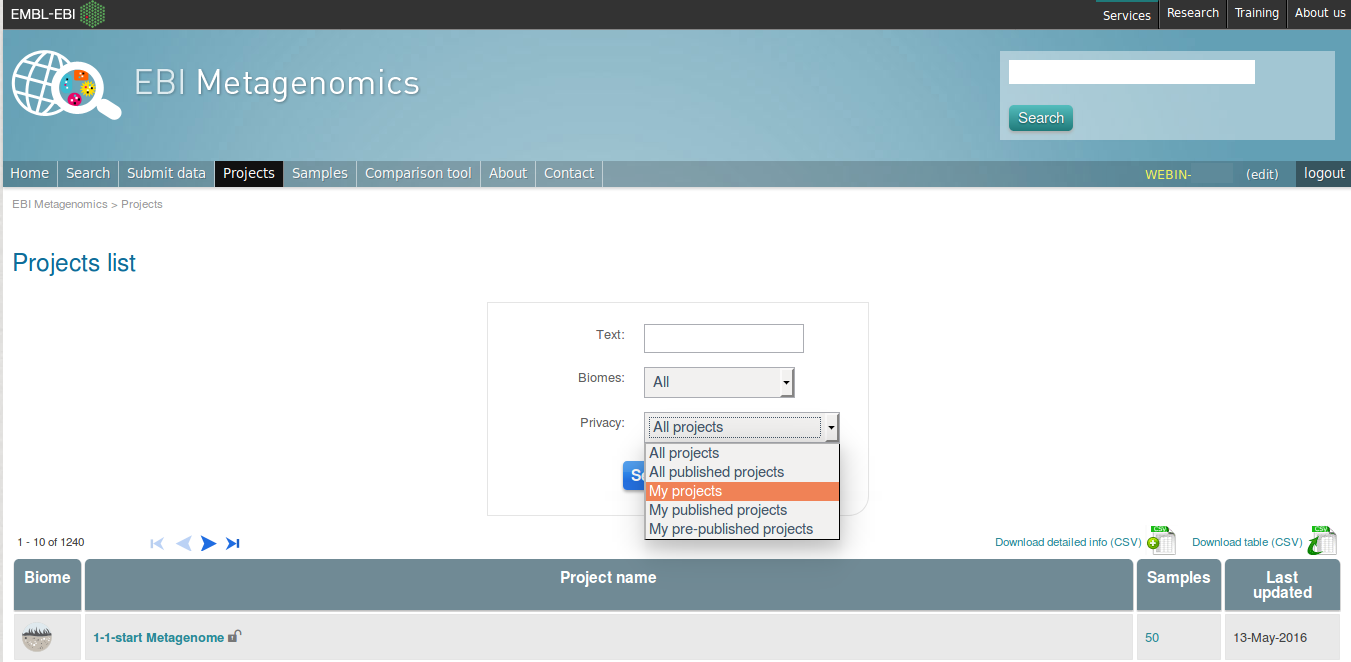 EMBL-EBI
Services Research Training About us
EBI Metagenomics
Search
Home Search Submit data Projects Samples Comparison tool About Contact WEBIN- (edit) logout
EBI Metagenomics > Projects
Projects list
Text:
Biomes: All
Privacy: All projects
All projects
All published projects
My projects
My published projects
My pre-published projects
1 - 10 of 1240 Download detailed info (CSV) CSV Download table (CSV) CSV
Biome Project name Samples Last updated
1-1-start Metagenome 50 13-May-2016